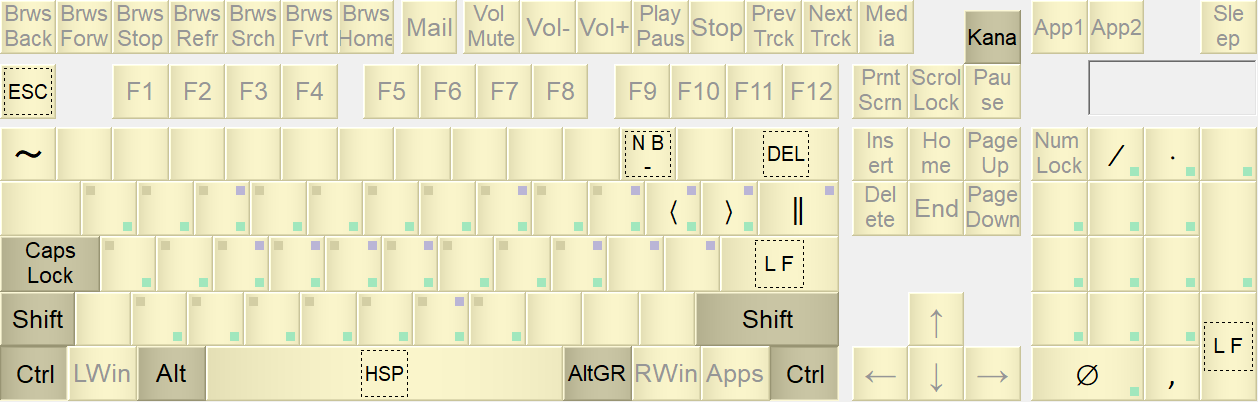 Brws Back Brws Forw Brws Stop Brws Refr Brws Srch Brws Fvrt Brws Home Mail Vol Mute Vol- Vol+ Play Paus Stop Prev Trck Next Trck Med ia Kana App1 App2 Sle ep
ESC F1 F2 F3 F4 F5 F6 F7 F8 F9 F10 F11 F12 Prnt Scrn Scrol Lock Pau se
~ N B - DEL Ins ert Ho me Page Up Num Lock / ·
⟨ ⟩ ‖ Del ete End Page Down
Caps Lock L F
Shift Shift ↑
Ctrl LWin Alt HSP AltGR RWin Apps Ctrl ← ↓ → ∅ , L F